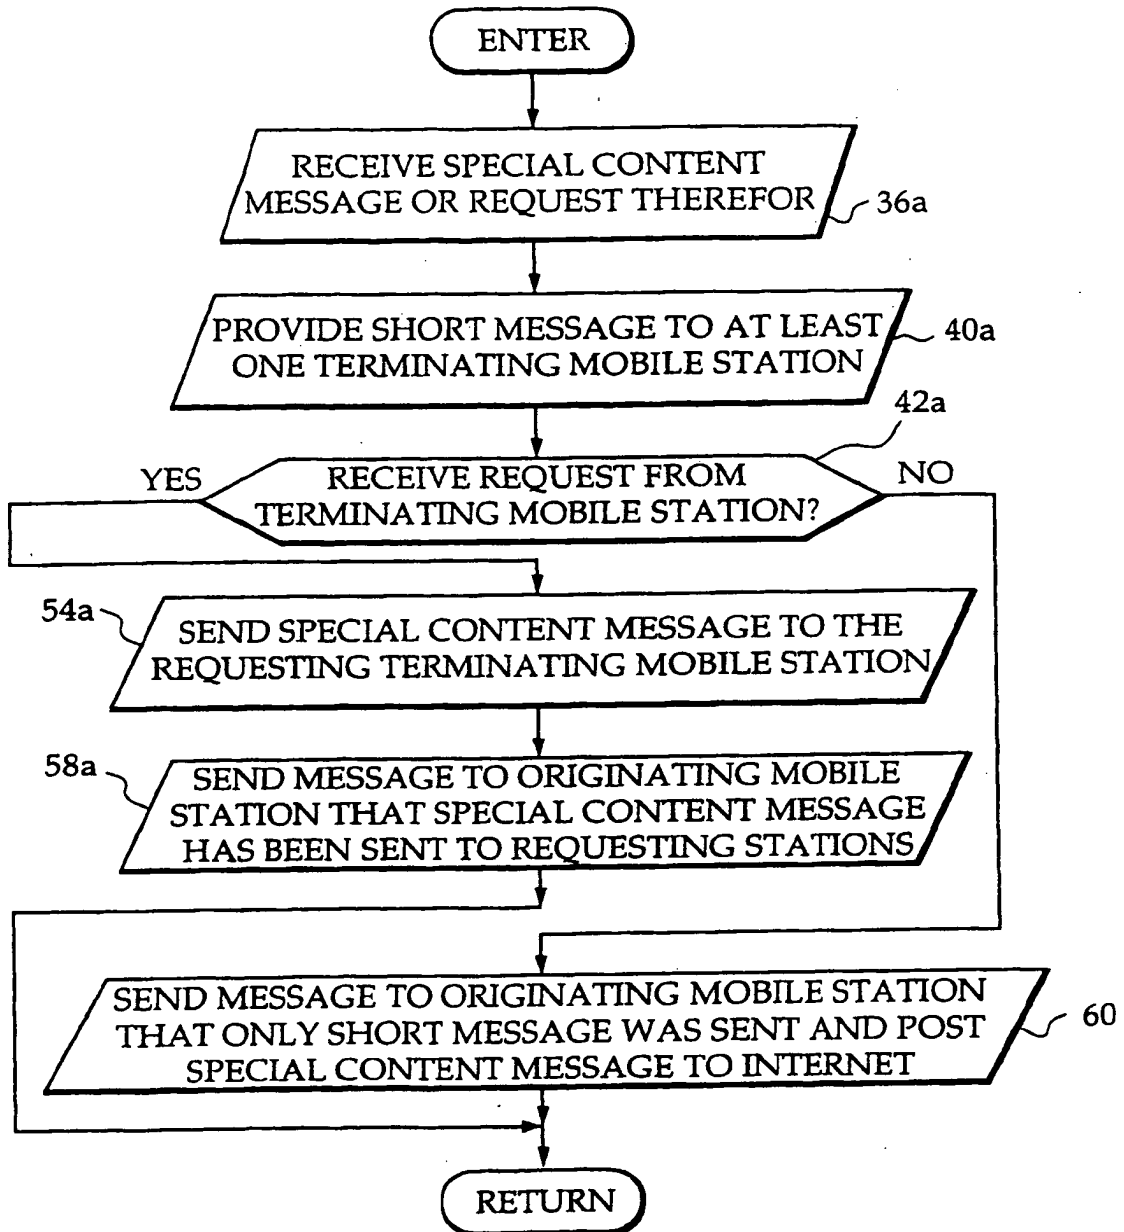 ENTER
RECEIVE SPECIAL CONTENT
MESSAGE OR REQUEST THEREFOR
36a
PROVIDE SHORT MESSAGE TO AT LEAST
ONE TERMINATING MOBILE STATION
40a
42a
YES
RECEIVE REQUEST FROM
TERMINATING MOBILE STATION?
NO
54a
SEND SPECIAL CONTENT MESSAGE TO THE
REQUESTING TERMINATING MOBILE STATION
58a
SEND MESSAGE TO ORIGINATING MOBILE
STATION THAT SPECIAL CONTENT MESSAGE
HAS BEEN SENT TO REQUESTING STATIONS
SEND MESSAGE TO ORIGINATING MOBILE STATION
THAT ONLY SHORT MESSAGE WAS SENT AND POST
SPECIAL CONTENT MESSAGE TO INTERNET
60
RETURN